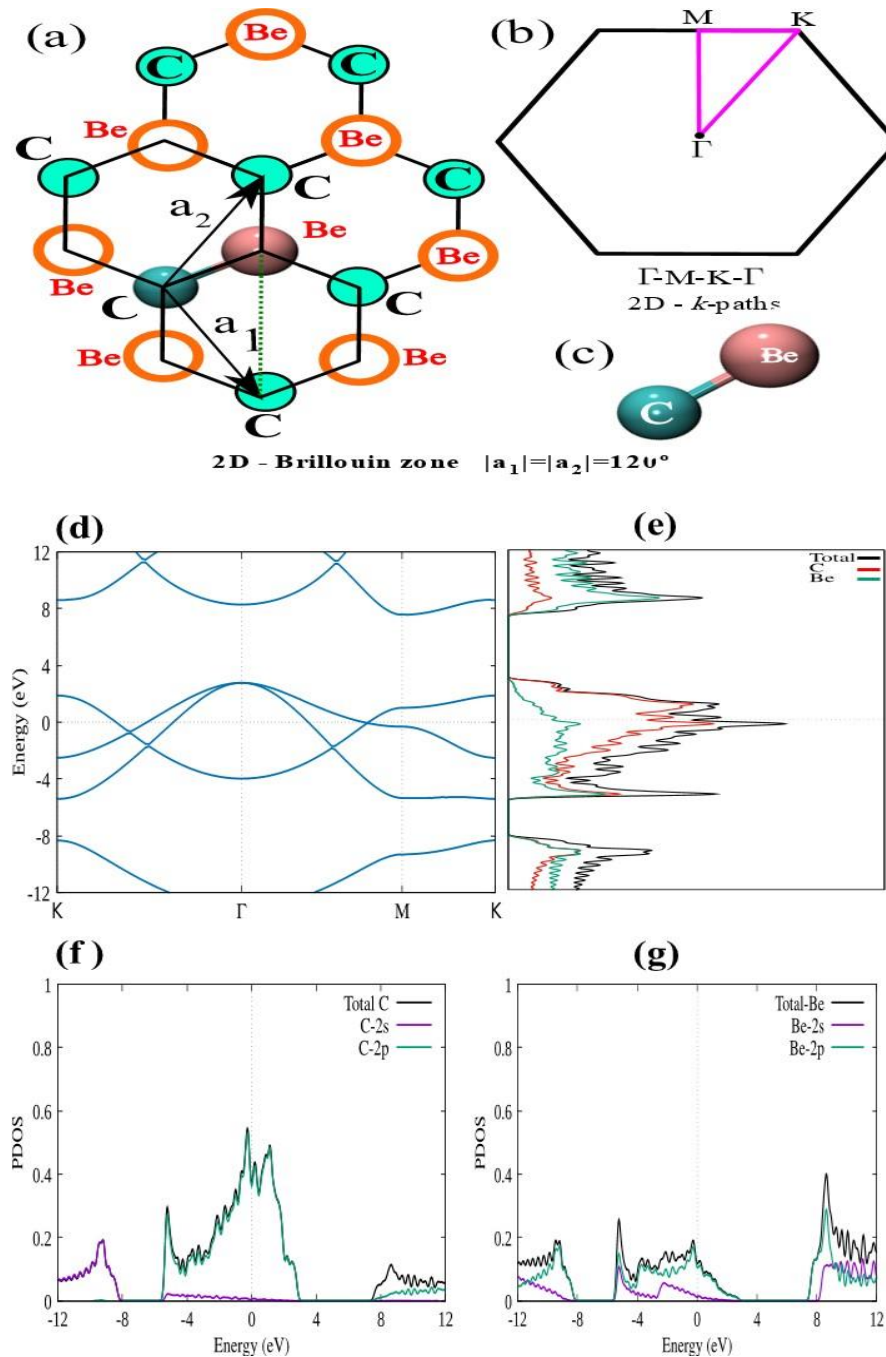 (a)
Be
C
C
Be
Be
C
C
C
a2
Be
Be
Be
C
a1
C
Be
Be
C
2D - Brillouin zone |a1|=|a2|=120°
(b)
M
K
Γ
Γ-M-K-Γ
2D - k-paths
(c)
C
Be
(d)
12
8
4
0
-4
-8
-12
Energy (eV)
K
Γ
M
K
(e)
Total
C
Be
(f)
1
0.8
0.6
0.4
0.2
0
PDOS
Total C
C-2s
C-2p
-12
-8
-4
0
4
8
12
Energy (eV)
(g)
1
0.8
0.6
0.4
0.2
0
PDOS
Total-Be
Be-2s
Be-2p
-12
-8
-4
0
4
8
12
Energy (eV)